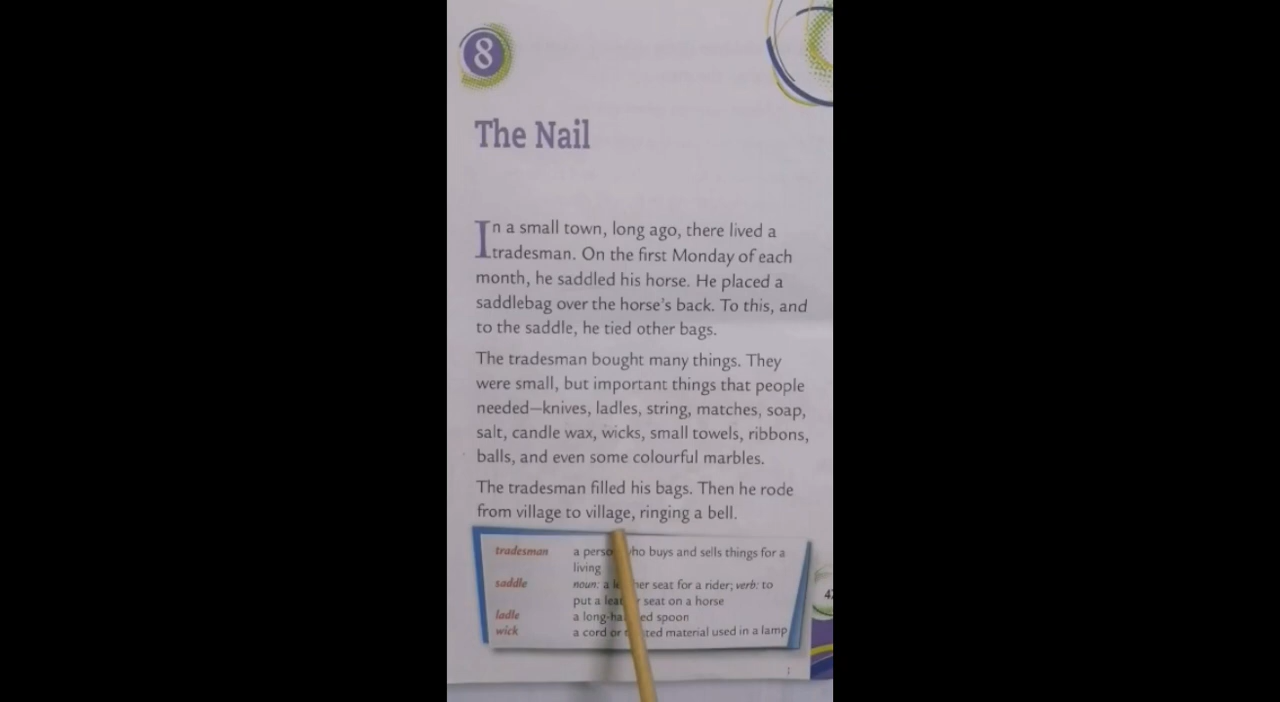 8
The Nail
In a small town, long ago, there lived a
tradesman. On the first Monday of each
month, he saddled his horse. He placed a
saddlebag over the horse's back. To this, and
to the saddle, he tied other bags.
The tradesman bought many things. They
were small, but important things that people
needed—knives, ladles, string, matches, soap,
salt, candle wax, wicks, small towels, ribbons,
balls, and even some colourful marbles.
The tradesman filled his bags. Then he rode
from village to village, ringing a bell.
tradesman a person who buys and sells things for a
living
saddle noun: a leather seat for a rider; verb: to
put a leather seat on a horse
ladle a long-handled spoon
wick a cord or twisted material used in a lamp